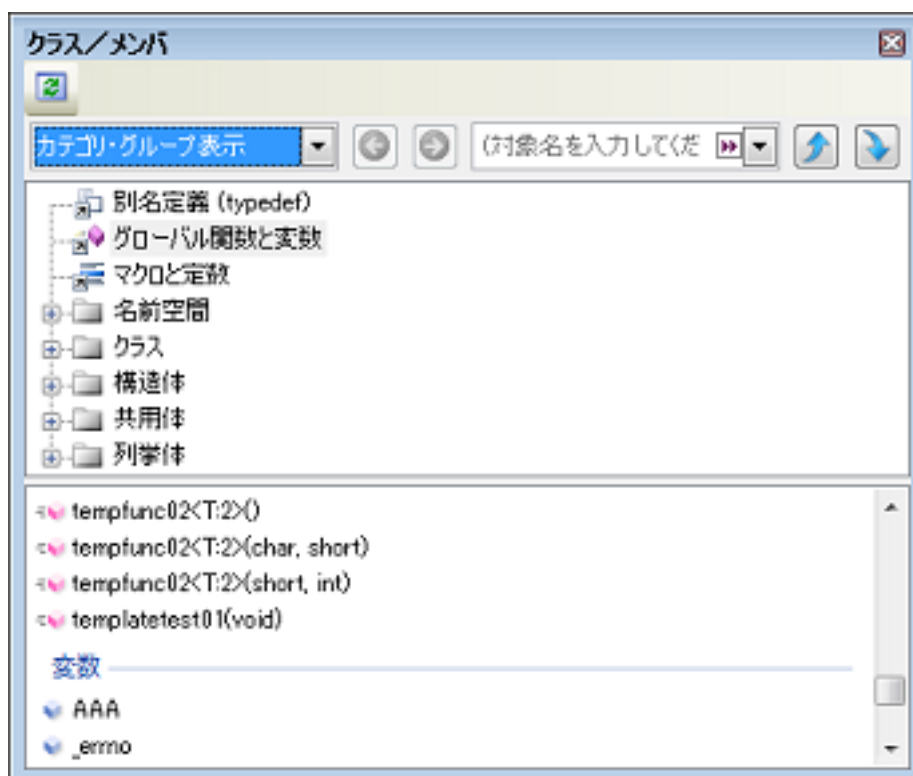 クラス／メンバ
カテゴリ・グループ表示
(対象名を入力してくだ
別名定義 (typedef)
グローバル関数と変数
マクロと定数
名前空間
クラス
構造体
共用体
列挙体
tempfunc02<T:2>()
tempfunc02<T:2>(char, short)
tempfunc02<T:2>(short, int)
templatetest01(void)
変数
AAA
_errno